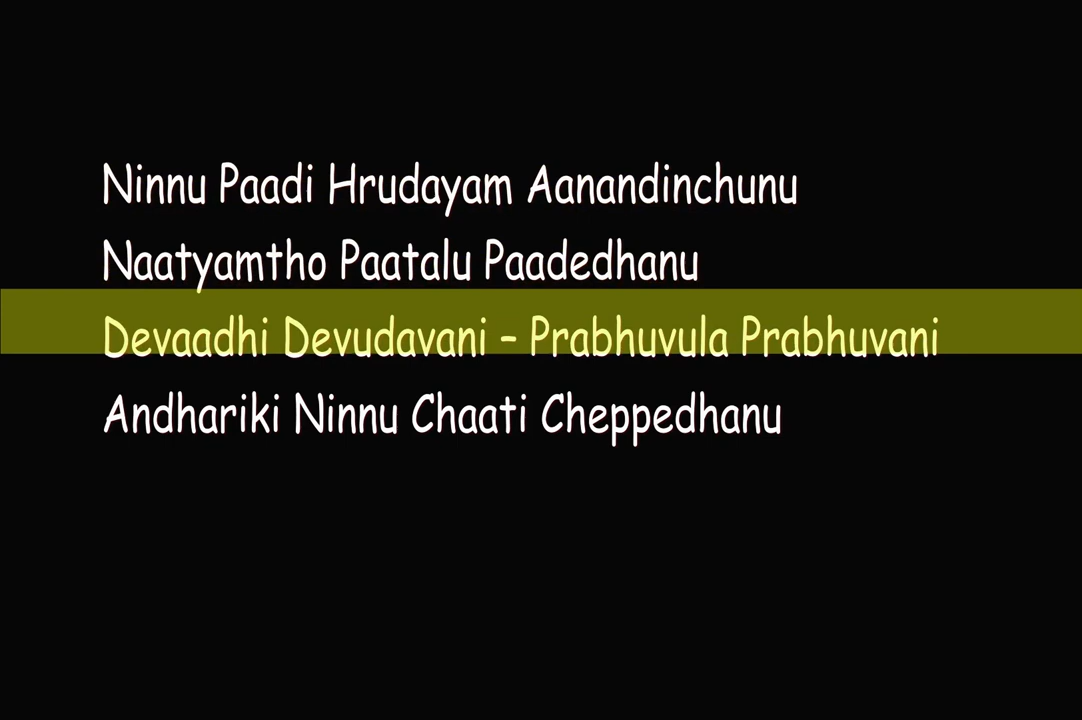 Ninnu Paadi Hrudayam Aanandinchunu
Naatyamtho Paatalu Paadedhanu
Devaadhi Devudavani – Prabhuvula Prabhuvani
Andhariki Ninnu Chaati Cheppedhanu